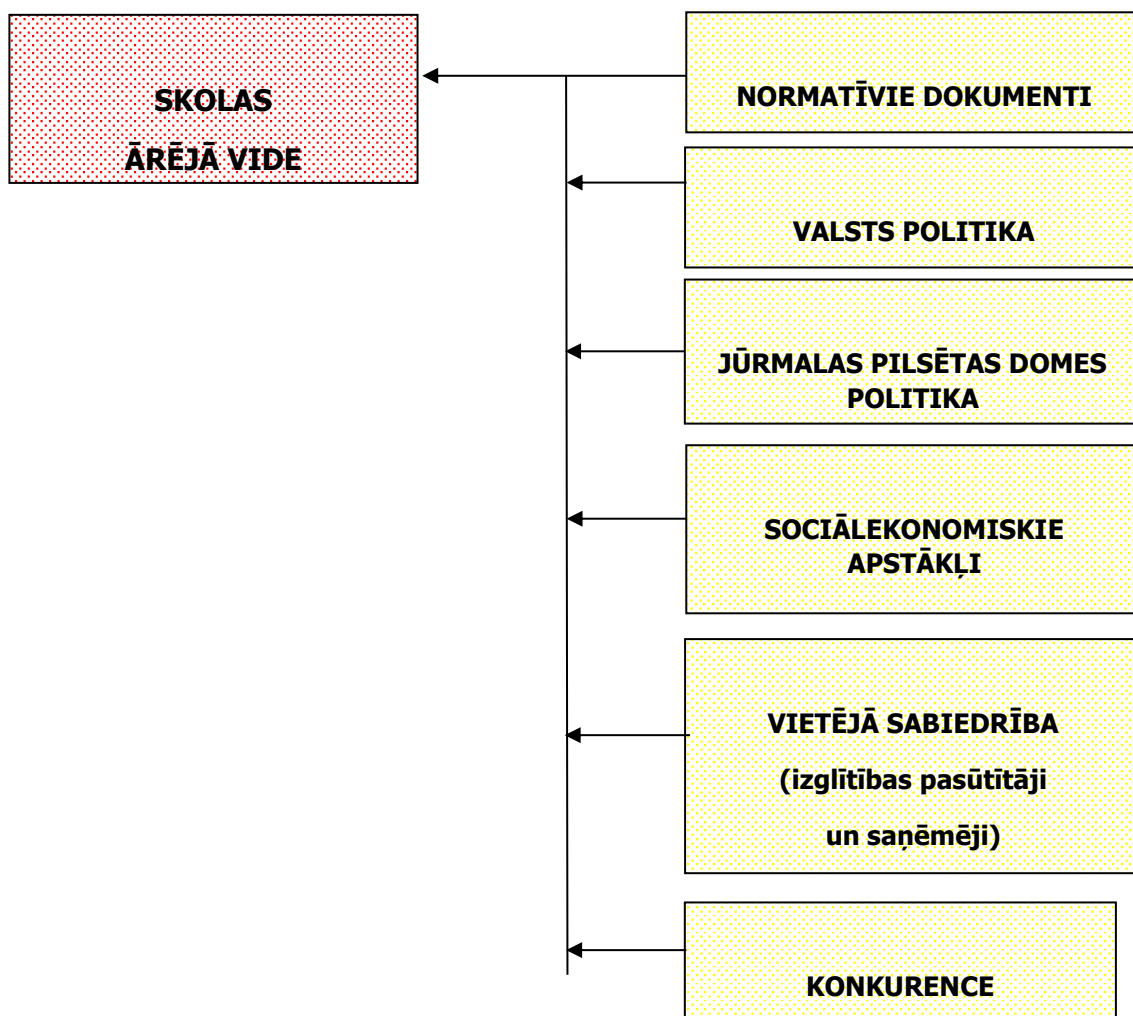 SKOLAS
ĀRĒJĀ VIDE
NORMATĪVIE DOKUMENTI
VALSTS POLITIKA
JŪRMALAS PILSĒTAS DOMES
POLITIKA
SOCIĀLEKONOMISKIE
APSTĀKĻI
VIETĒJĀ SABIEDRĪBA
(izglītības pasūtītāji
un saņēmēji)
KONKURENCE